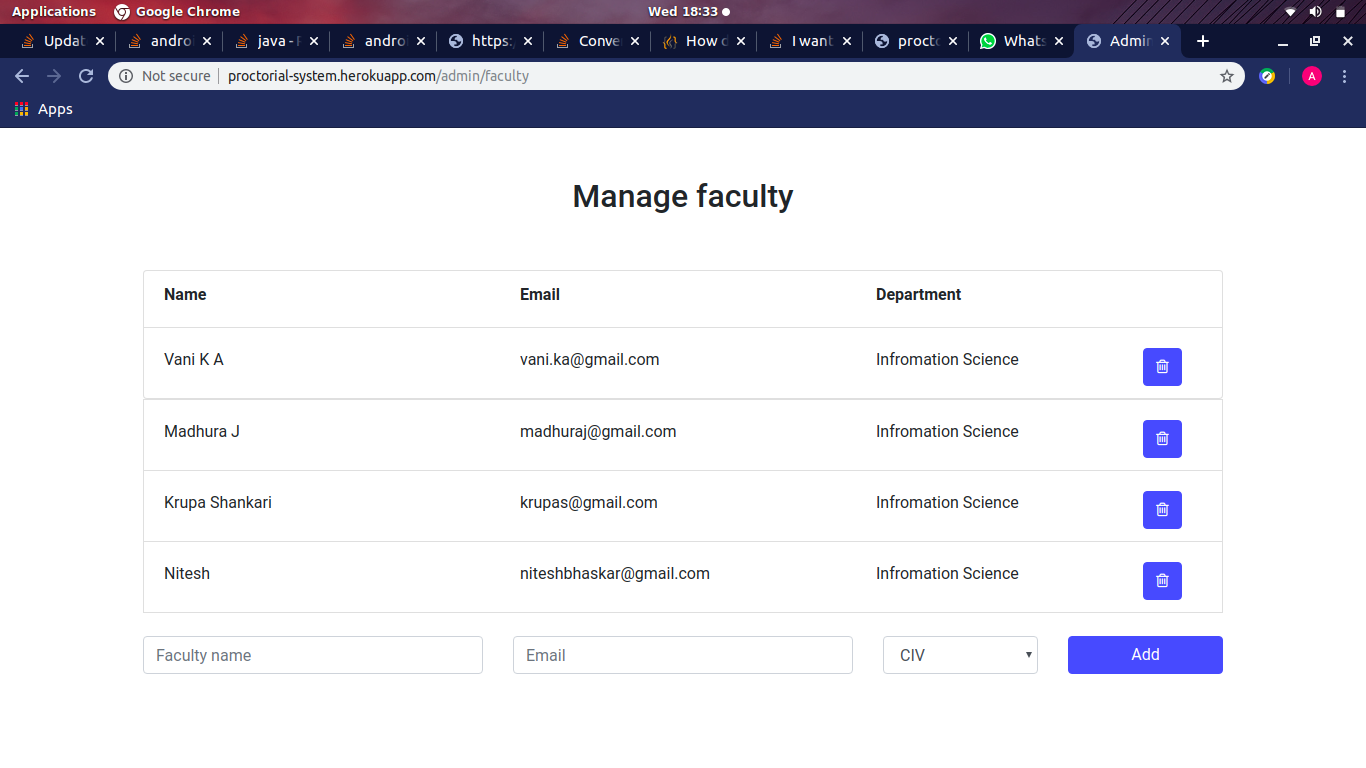 Applications Google Chrome Wed 18:33
Updat androi java - F androi https:/ Conve How d I want procto Whats Admin
Not secure proctorial-system.herokuapp.com/admin/faculty A
Apps
Manage faculty
Name Email Department
Vani K A vani.ka@gmail.com Infromation Science
Madhura J madhuraj@gmail.com Infromation Science
Krupa Shankari krupas@gmail.com Infromation Science
Nitesh niteshbhaskar@gmail.com Infromation Science
Faculty name Email CIV Add